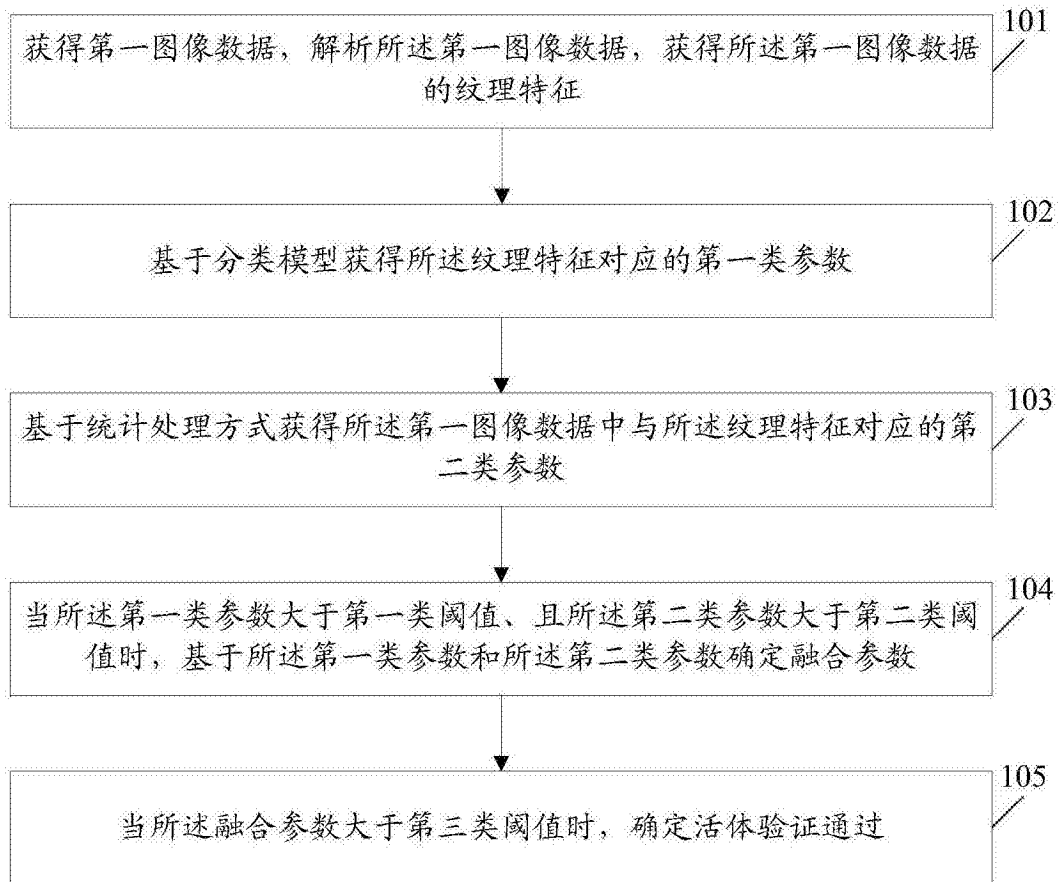 101
获得第一图像数据，解析所述第一图像数据，获得所述第一图像数据
的纹理特征
102
基于分类模型获得所述纹理特征对应的第一类参数
103
基于统计处理方式获得所述第一图像数据中与所述纹理特征对应的第
二类参数
104
当所述第一类参数大于第一类阈值、且所述第二类参数大于第二类阈
值时，基于所述第一类参数和所述第二类参数确定融合参数
105
当所述融合参数大于第三类阈值时，确定活体验证通过